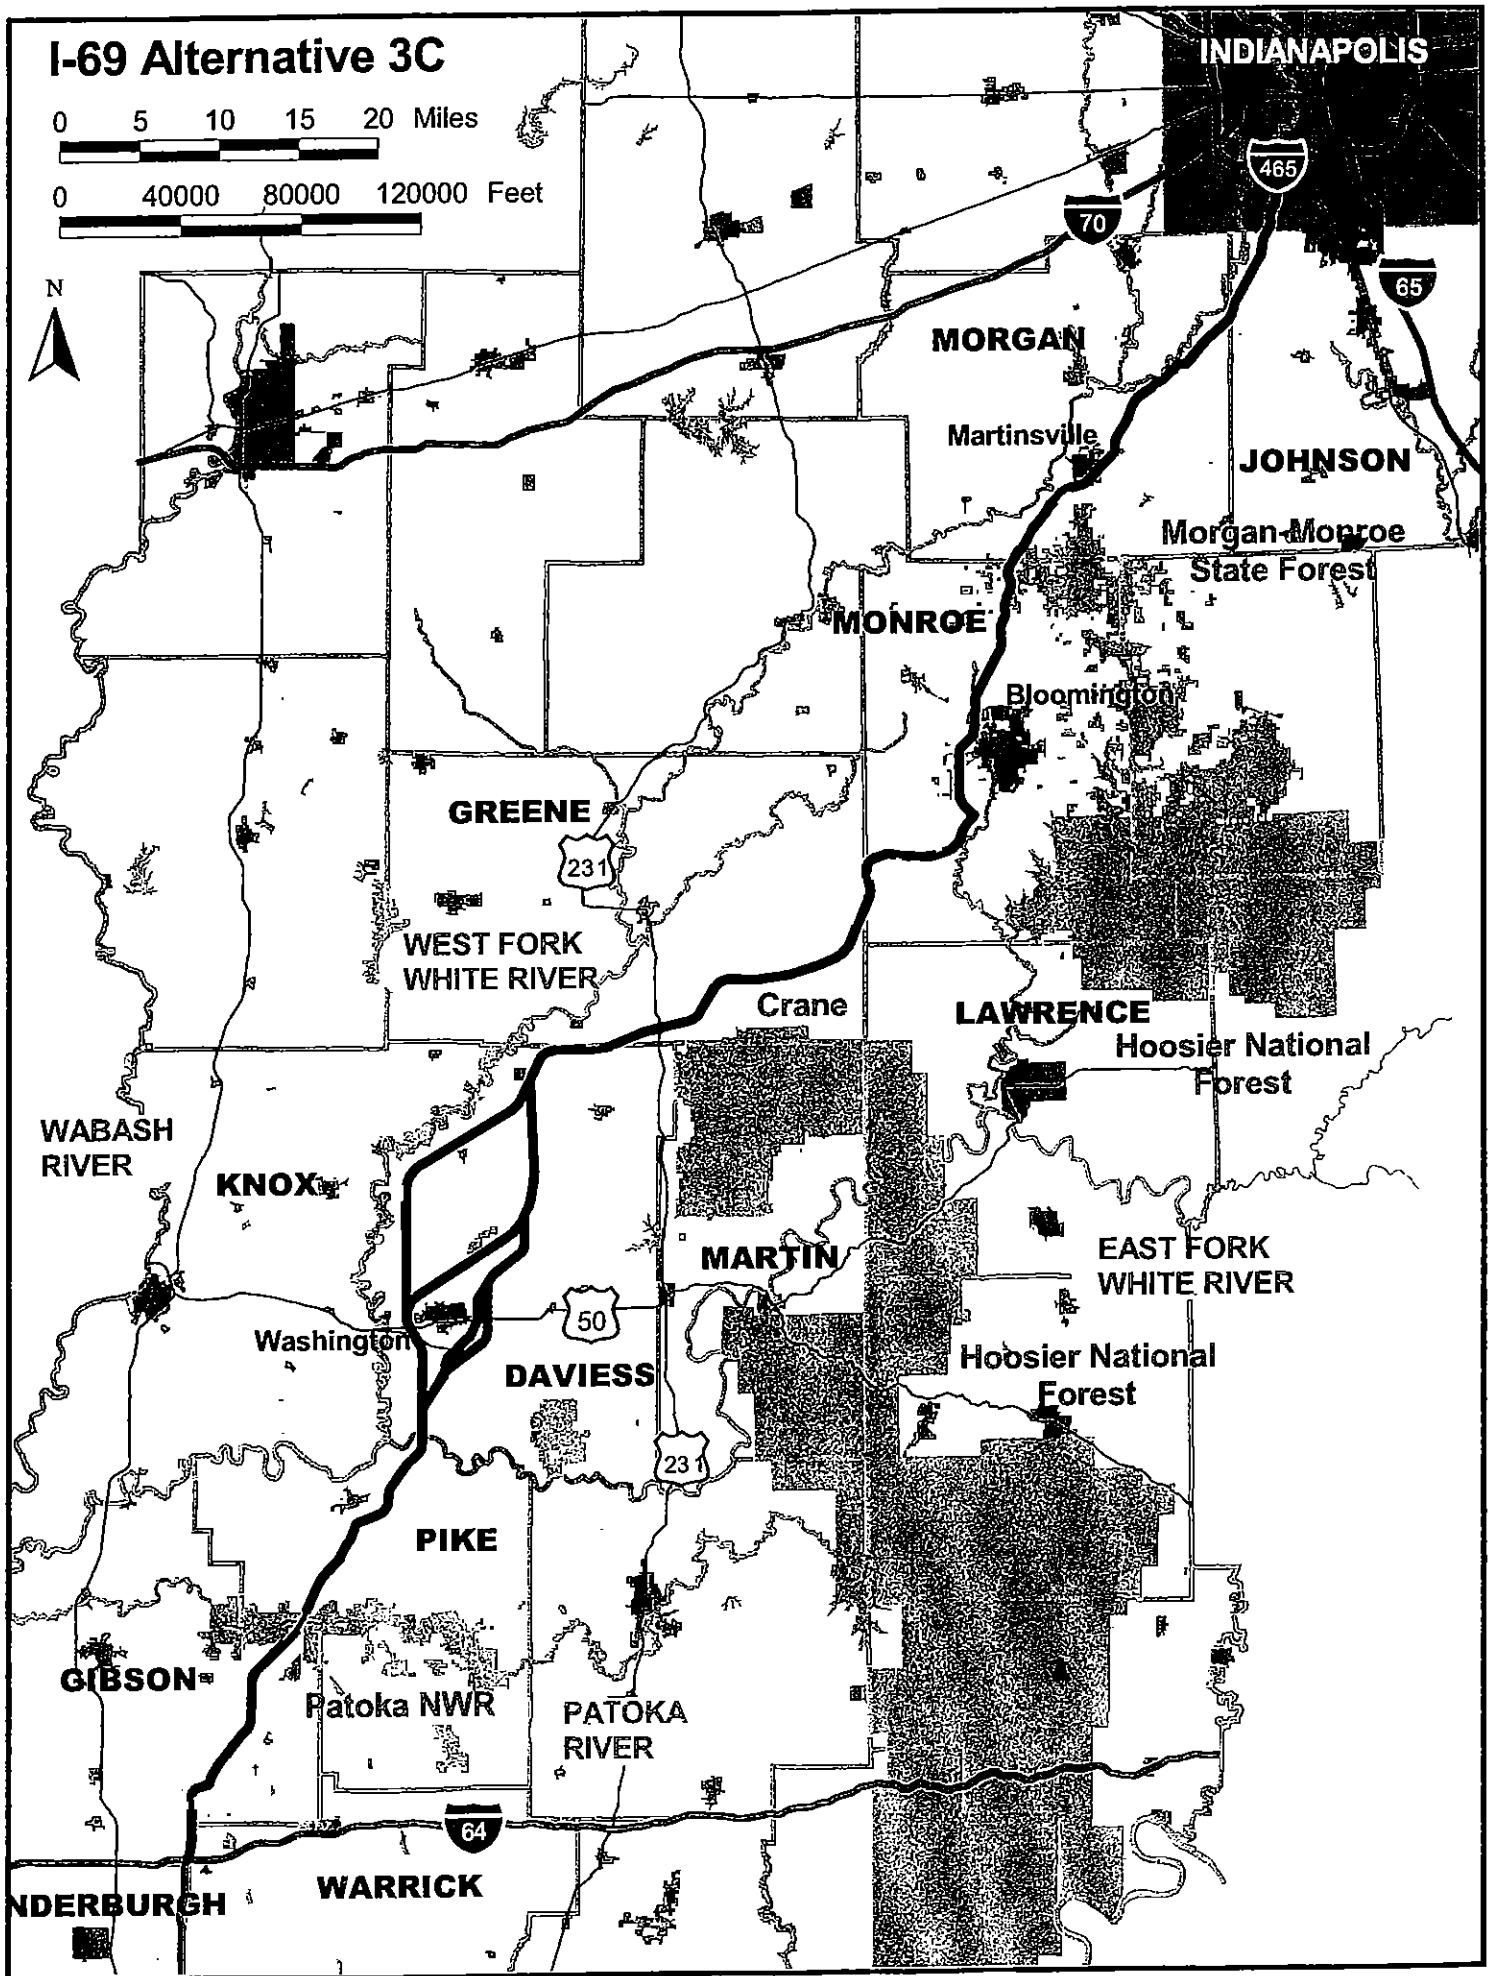 I-69 Alternative 3C
INDIANAPOLIS
0 5 10 15 20 Miles
0 40000 80000 120000 Feet
465
70
65
N
MORGAN
Martinsville
JOHNSON
Morgan-Monroe
State Forest
MONROE
Bloomington
GREENE
231
WEST FORK
WHITE RIVER
Crane
LAWRENCE
Hoosier National
Forest
WABASH
RIVER
KNOX
MARTIN
EAST FORK
WHITE RIVER
50
Washington
DAVIESS
Hoosier National
Forest
231
PIKE
GIBSON
Patoka NWR
PATOKA
RIVER
64
WARRICK
NDERBURGH